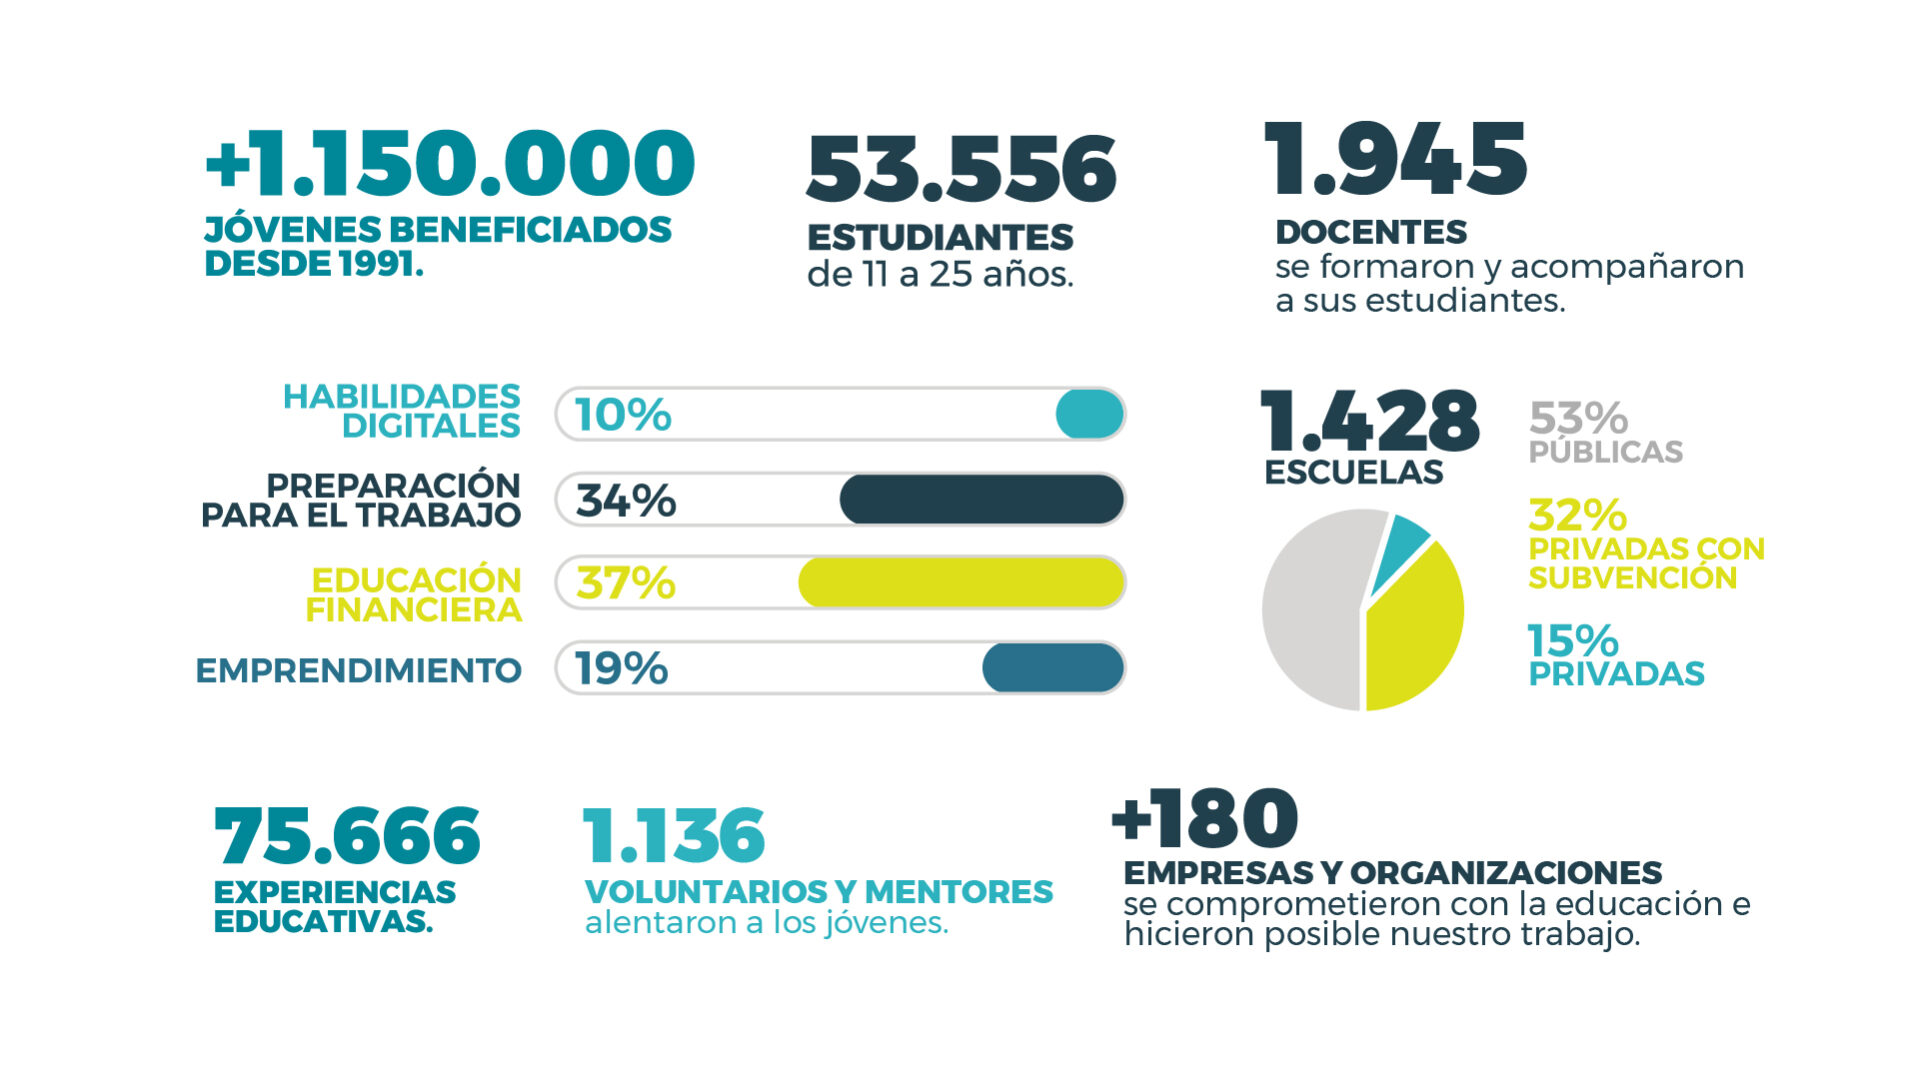 +1.150.000
JÓVENES BENEFICIADOS
DESDE 1991.
53.556
ESTUDIANTES
de 11 a 25 años.
1.945
DOCENTES
se formaron y acompañaron
a sus estudiantes.
HABILIDADES
DIGITALES
10%
PREPARACIÓN
PARA EL TRABAJO
34%
EDUCACIÓN
FINANCIERA
37%
EMPRENDIMIENTO
19%
1.428
ESCUELAS
53%
PÚBLICAS
32%
PRIVADAS CON
SUBVENCIÓN
15%
PRIVADAS
75.666
EXPERIENCIAS
EDUCATIVAS.
1.136
VOLUNTARIOS Y MENTORES
alentaron a los jóvenes.
+180
EMPRESAS Y ORGANIZACIONES
se comprometieron con la educación e
hicieron posible nuestro trabajo.